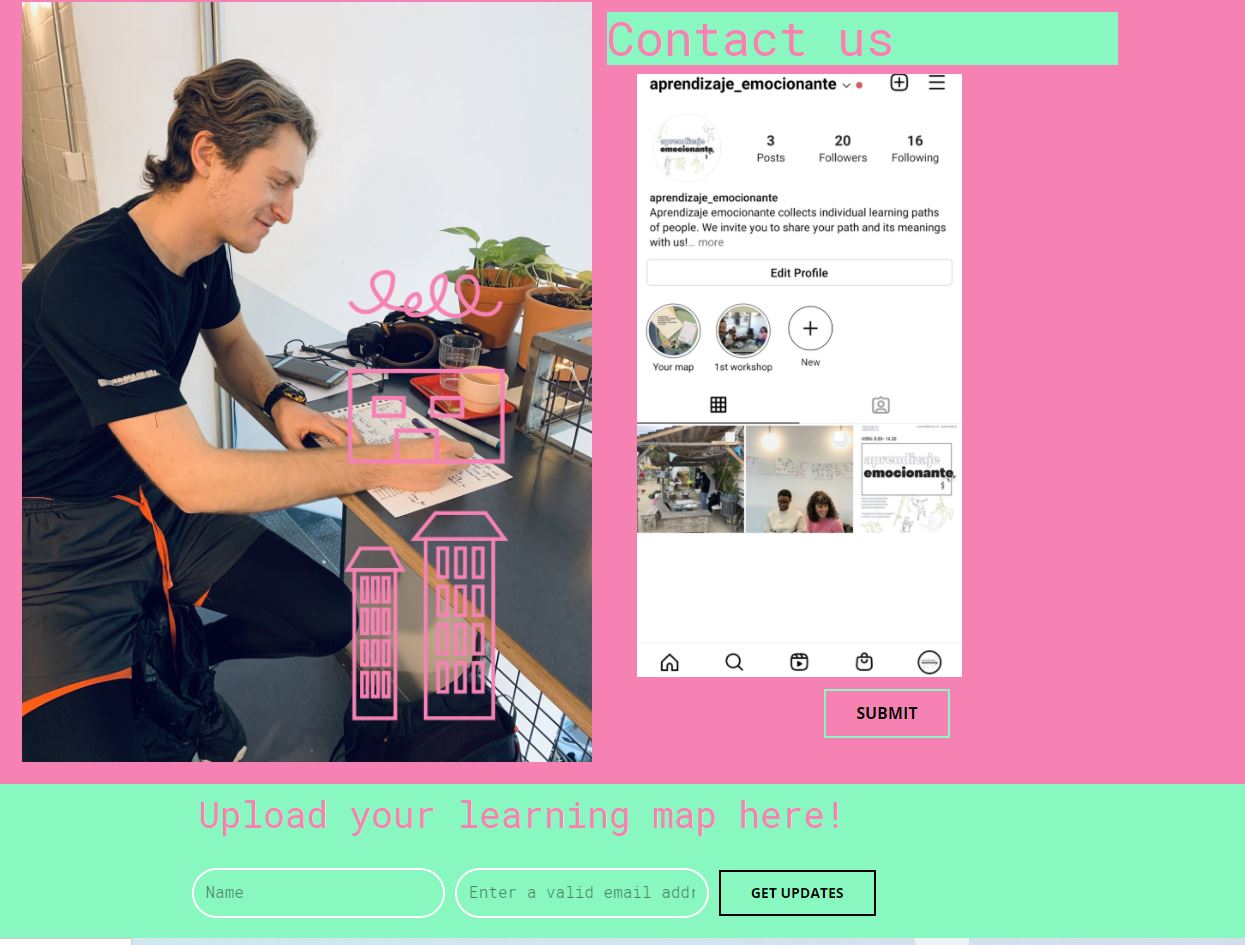 Contact us
aprendizaje_emocionante
aprendizaje
emocionante
3
Posts
20
Followers
16
Following
aprendizaje_emocionante
Aprendizaje emocionante collects individual learning paths
of people. We invite you to share your path and its meanings
with us!... more
Edit Profile
Your map
1st workshop
New
aprendizaje
emocionante
SUBMIT
Upload your learning map here!
Name
Enter a valid email addr
GET UPDATES